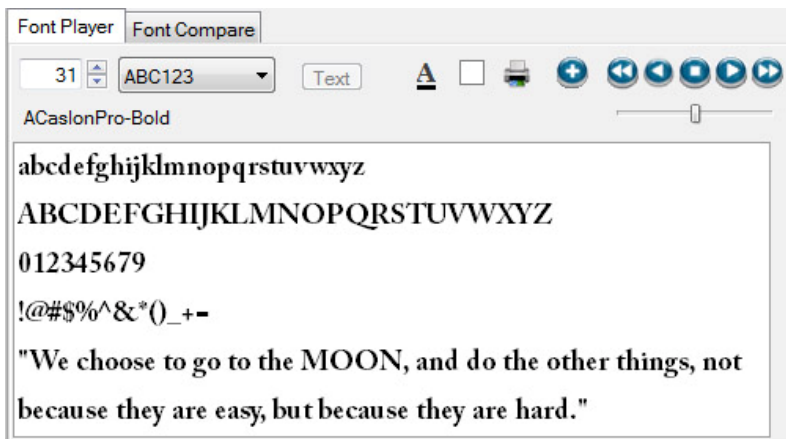 Font Player Font Compare
31 ABC123 Text A
ACaslonPro-Bold
abcdefghijklmnopqrstuvwxyz
ABCDEFGHIJKLMNOPQRSTUVWXYZ
012345679
!@#$%^&*()_+=
"We choose to go to the MOON, and do the other things, not
because they are easy, but because they are hard."